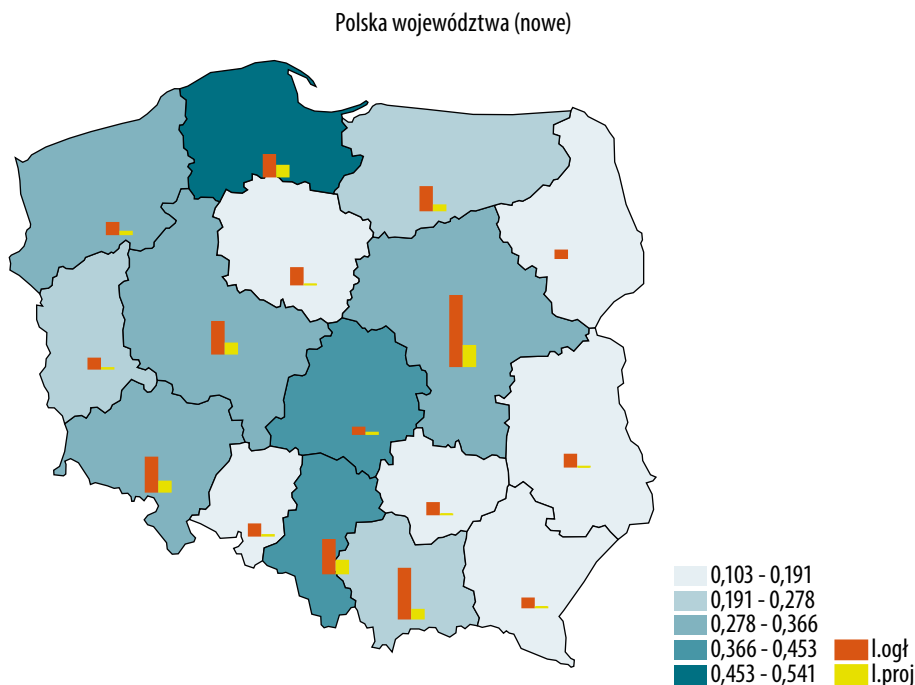 Polska województwa (nowe)
0,103 - 0,191
0,191 - 0,278
0,278 - 0,366
0,366 - 0,453 l.ogł
0,453 - 0,541 l.proj